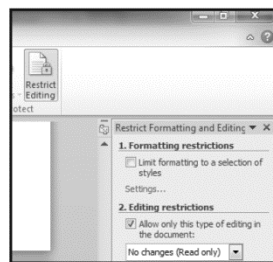 Restrict
Editing
otect
Restrict Formatting and Editing
1. Formatting restrictions
Limit formatting to a selection of
styles
Settings...
2. Editing restrictions
Allow only this type of editing in
the document:
No changes (Read only)